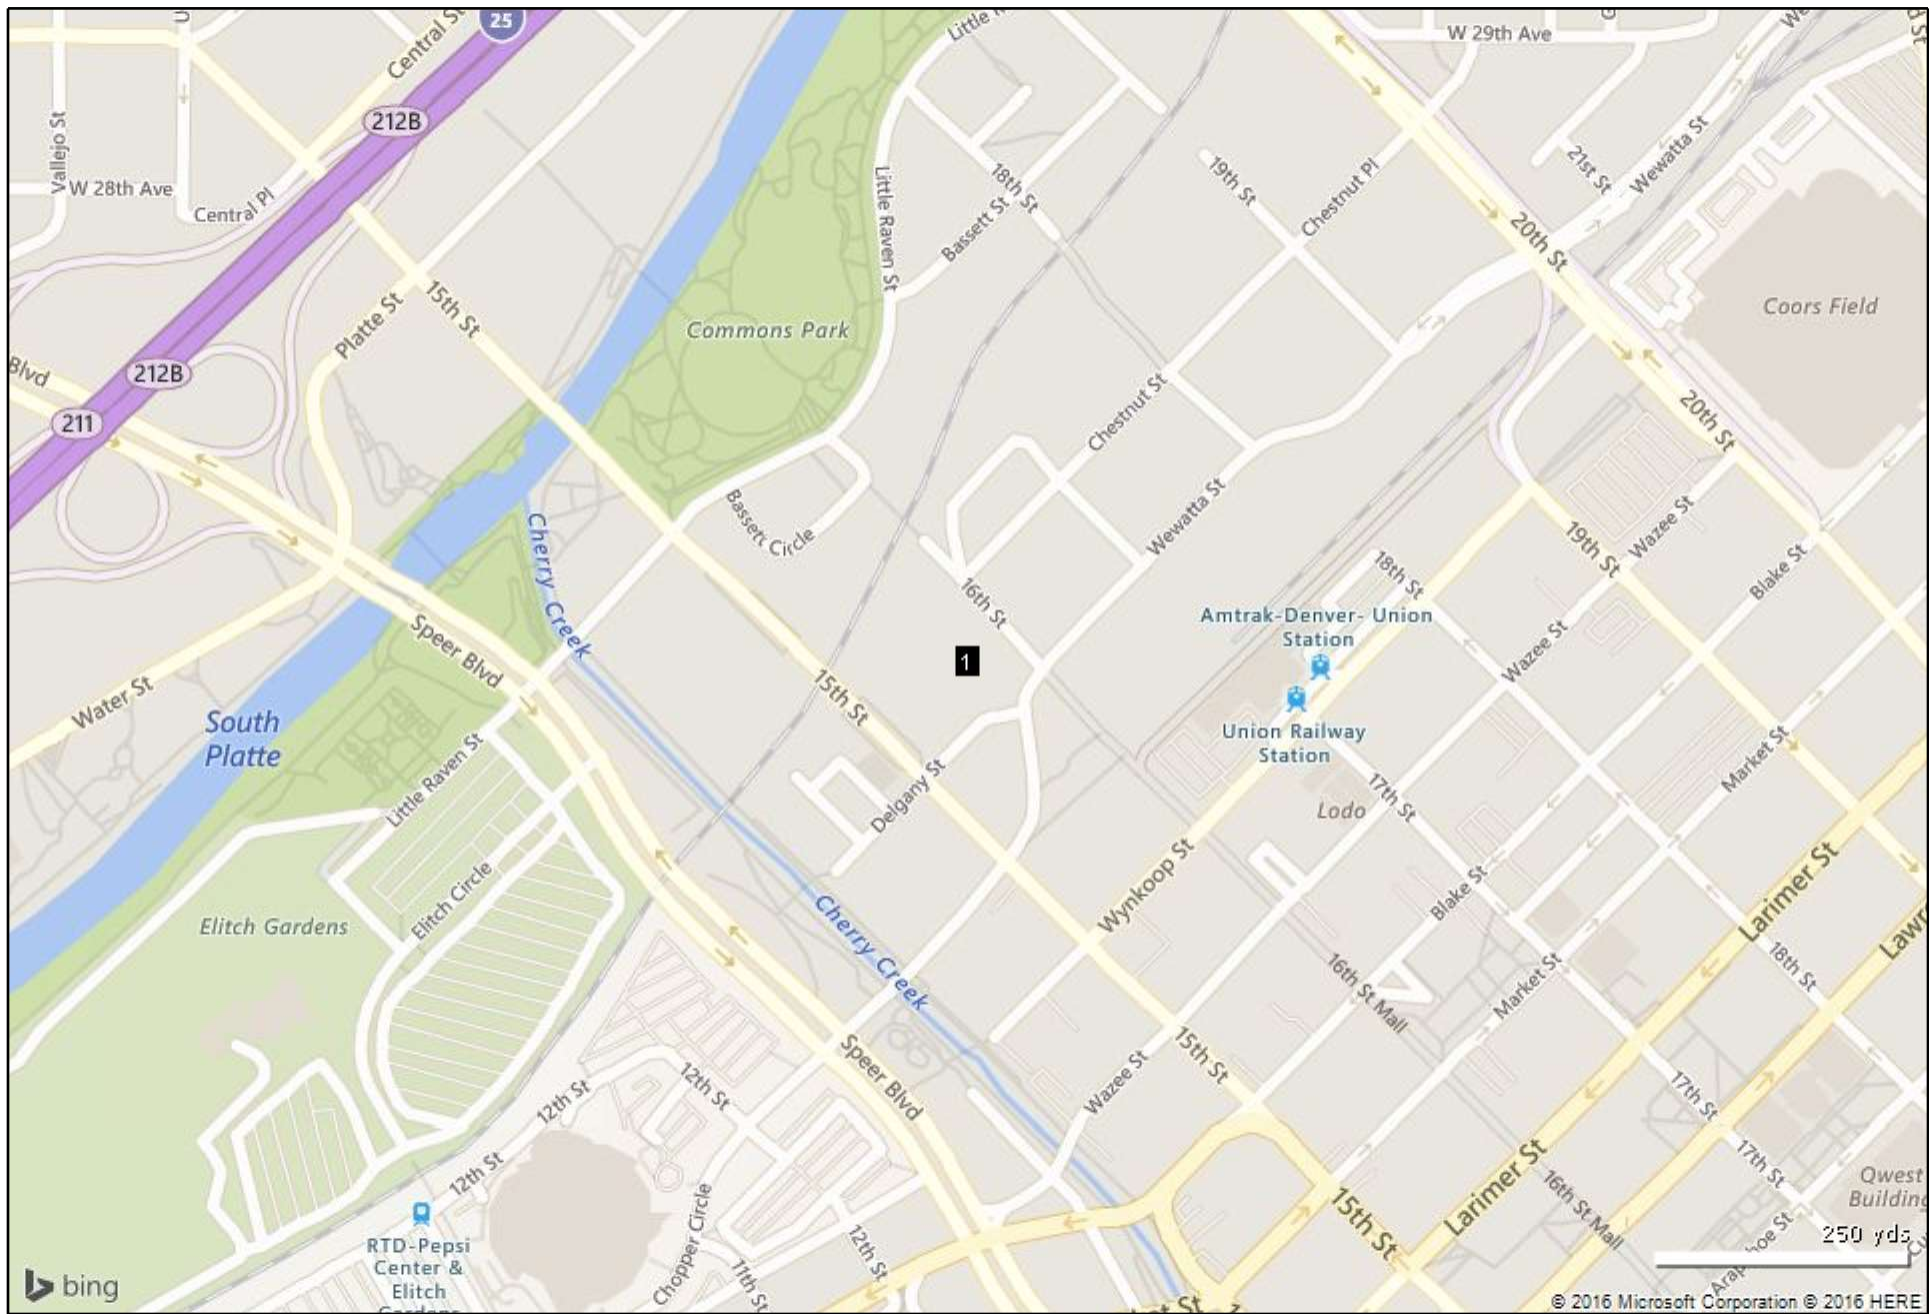 25
Central St
Little
W 29th Ave
212B
Vallejo St
W 28th Ave
Central Pl
Little Raven St
18th St
Bassett St
19th St
Chestnut Pl
21st St
Wewatta St
20th St
Coors Field
15th St
Platte St
Commons Park
212B
Blvd
211
Chestnut St
20th St
Bassett Circle
Wewatta St
Wazee St
19th St
Blake St
Cherry Creek
16th St
18th St
Amtrak-Denver- Union
Station
Speer Blvd
1
Wazee St
Water St
South
Platte
15th St
Union Railway
Station
Little Raven St
Delgany St
17th St
Lodo
Market St
Elitch Gardens
Elitch Circle
Wynkoop St
Blake St
Larimer St
Cherry Creek
16th St Mall
Market St
18th St
12th St
12th St
Speer Blvd
Wazee St
15th St
17th St
12th St
Chopper Circle
12th St
11th St
15th St
Larimer St
16th St Mall
17th St
Qwest
Building
RTD-Pepsi
Center &
Elitch
Gardens
250 yds
bing
© 2016 Microsoft Corporation © 2016 HERE